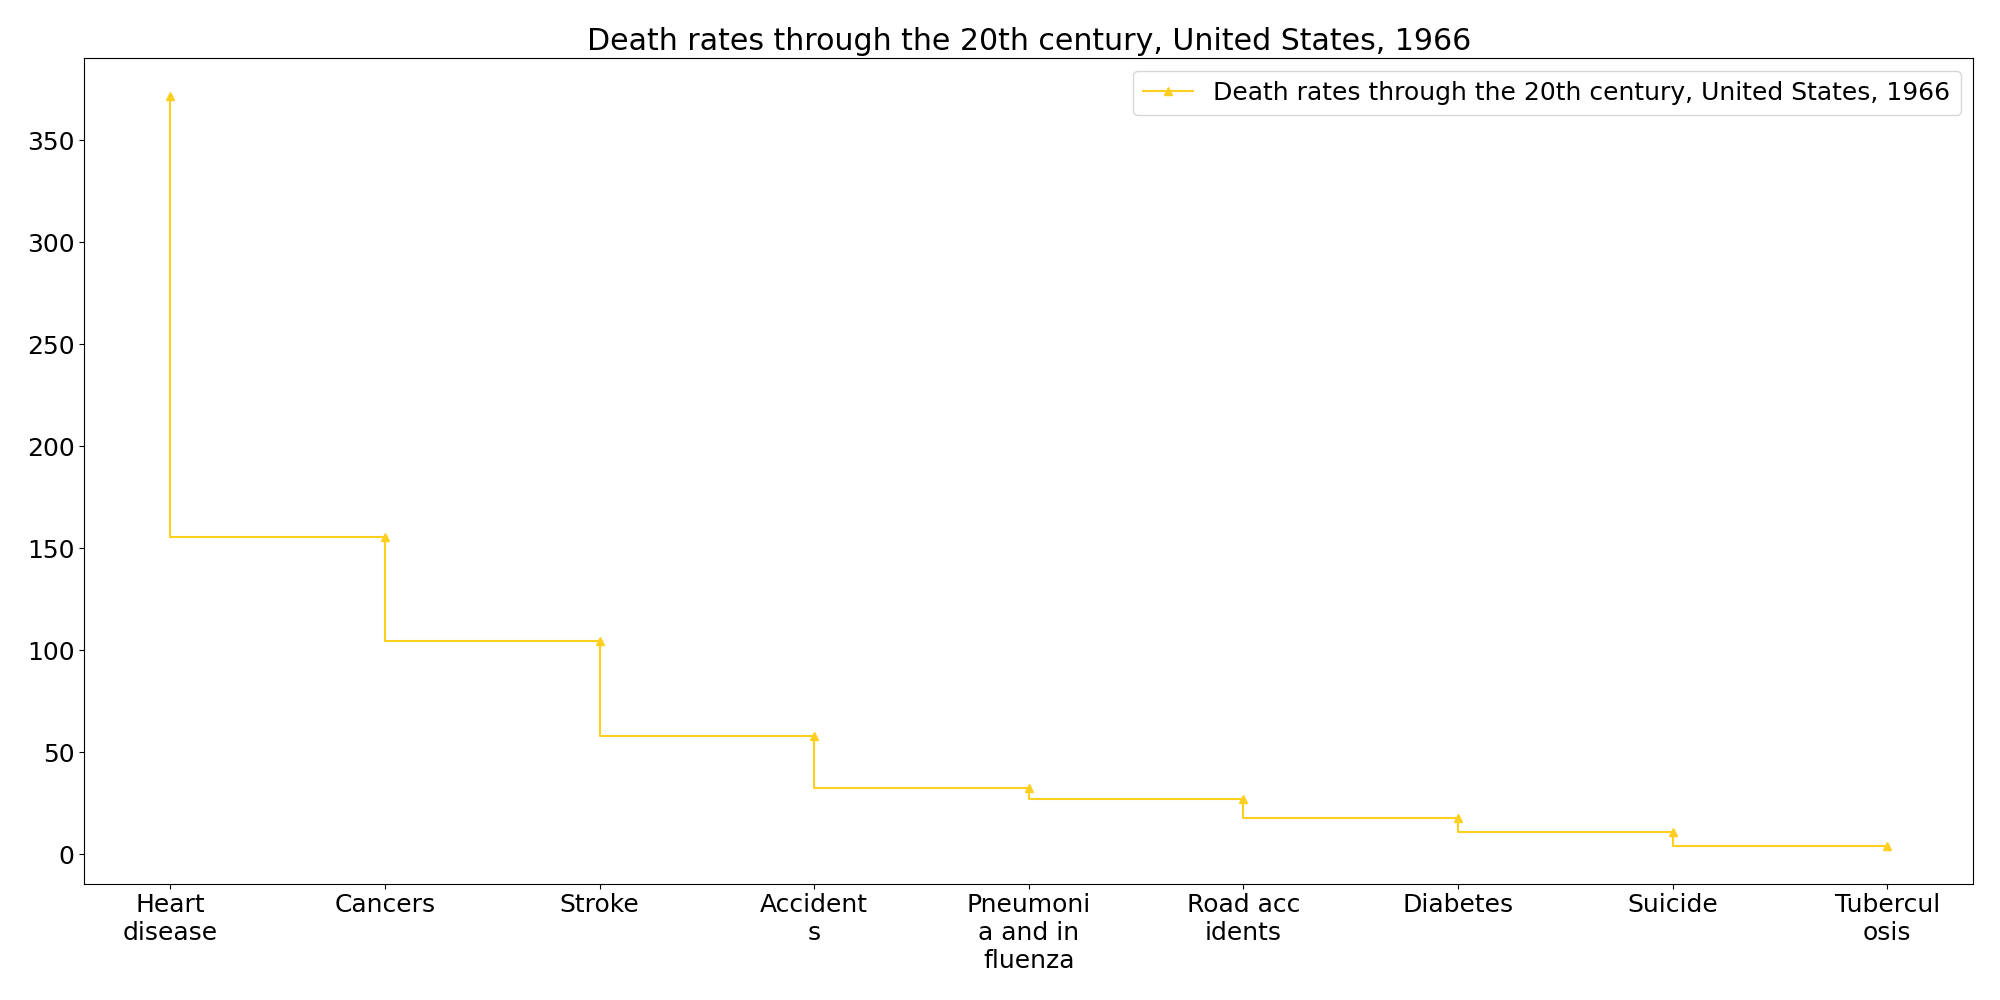 Death rates through the 20th century, United States, 1966
Death rates through the 20th century, United States, 1966
350
300
250
200
150
100
50
0
Heart
disease
Cancers
Stroke
Accident
s
Pneumoni
a and in
fluenza
Road acc
idents
Diabetes
Suicide
Tubercul
osis